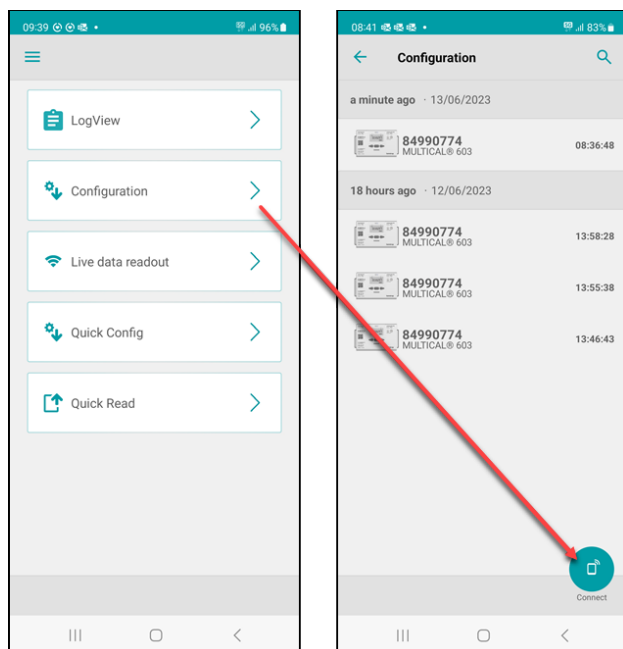 09:39
96%
LogView
Configuration
Live data readout
Quick Config
Quick Read
08:41
83%
Configuration
a minute ago · 13/06/2023
84990774 08:36:48
MULTICAL® 603
18 hours ago · 12/06/2023
84990774 13:58:28
MULTICAL® 603
84990774 13:55:38
MULTICAL® 603
84990774 13:46:43
MULTICAL® 603
Connect